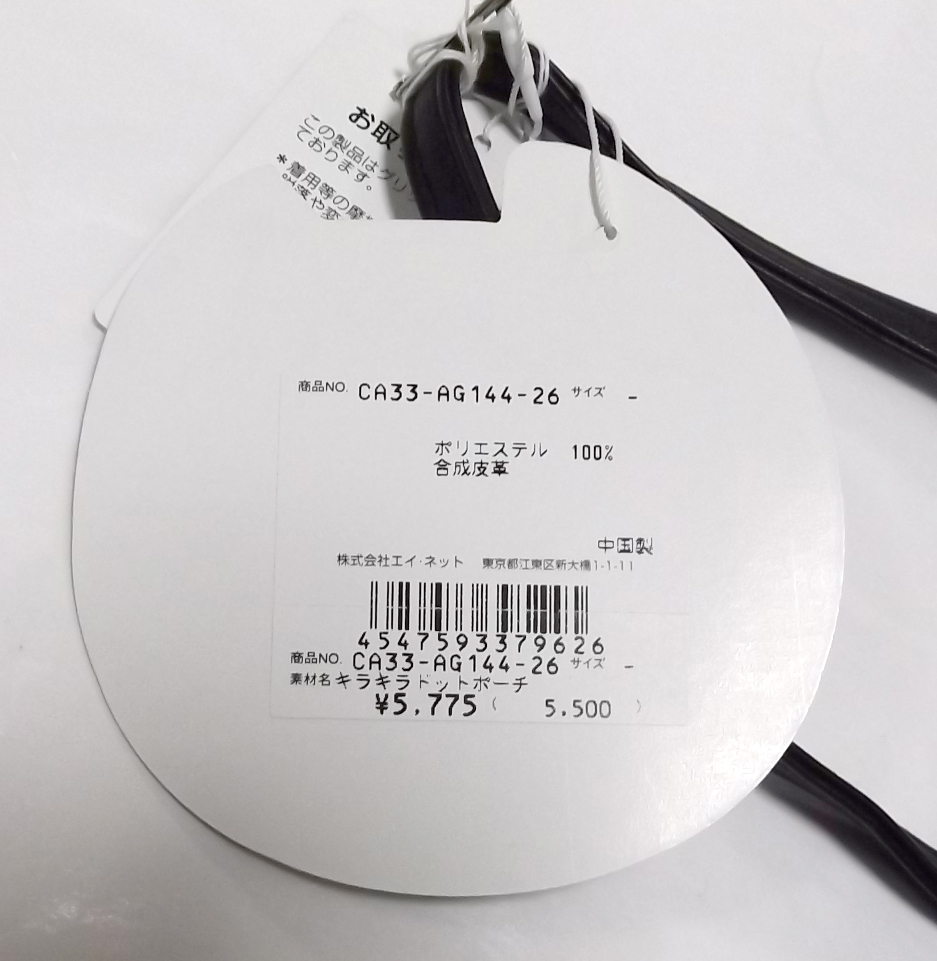 お取
この製品はグリ
ております。
*着用等の摩
や変
商品NO. CA33-AG144-26 サイズ -
ポリエステル 100%
合成皮革
中国製
株式会社エイ・ネット 東京都江東区新大橋1-1-11
4547593379626
商品NO. CA33-AG144-26 サイズ -
素材名 キラキラドットポーチ
¥5,775 ( 5,500 )